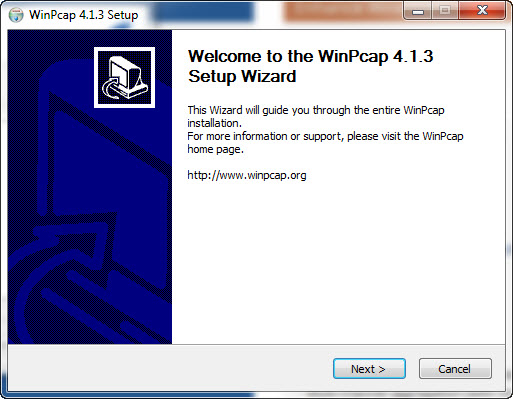 WinPcap 4.1.3 Setup
Welcome to the WinPcap 4.1.3
Setup Wizard
This Wizard will guide you through the entire WinPcap
installation.
For more information or support, please visit the WinPcap
home page.
http://www.winpcap.org
Next >
Cancel